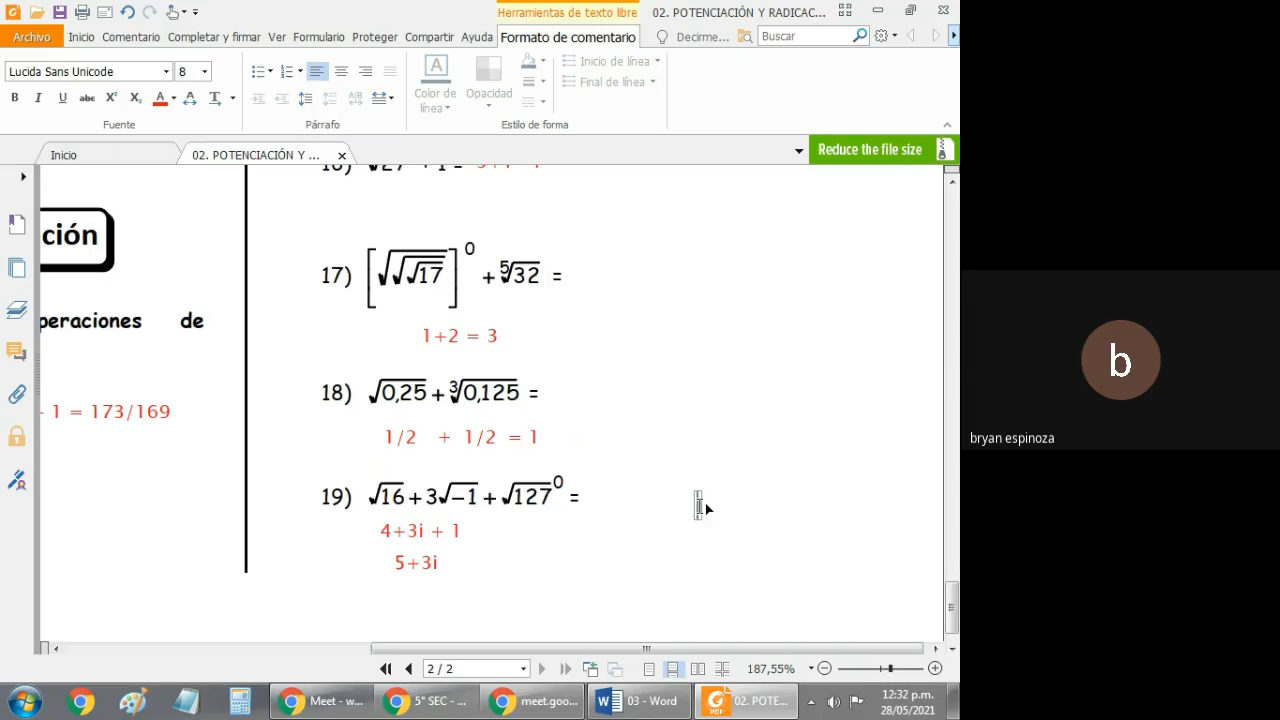 Herramientas de texto libre
02. POTENCIACIÓN Y RADICAC...
Archivo Inicio Comentario Completar y firmar Ver Formulario Proteger Compartir Ayuda Formato de comentario Decirme... Buscar
Lucida Sans Unicode 8
Color de línea
Opacidad
Inicio de línea
Final de línea
Fuente Párrafo Estilo de forma
Inicio 02. POTENCIACIÓN Y ... Reduce the file size
ción
peraciones de
1 = 173/169
17) [√√√17]^0 + ⁵√32 =
1+2 = 3
18) √0,25 + ³√0,125 =
1/2 + 1/2 = 1
19) √16 + 3√−1 + √127^0 =
4+3i + 1
5+3i
b
bryan espinoza
2 / 2 187,55%
Meet - w... 5° SEC - ... meet.goo... 03 - Word 02. POTE...
12:32 p.m.
28/05/2021